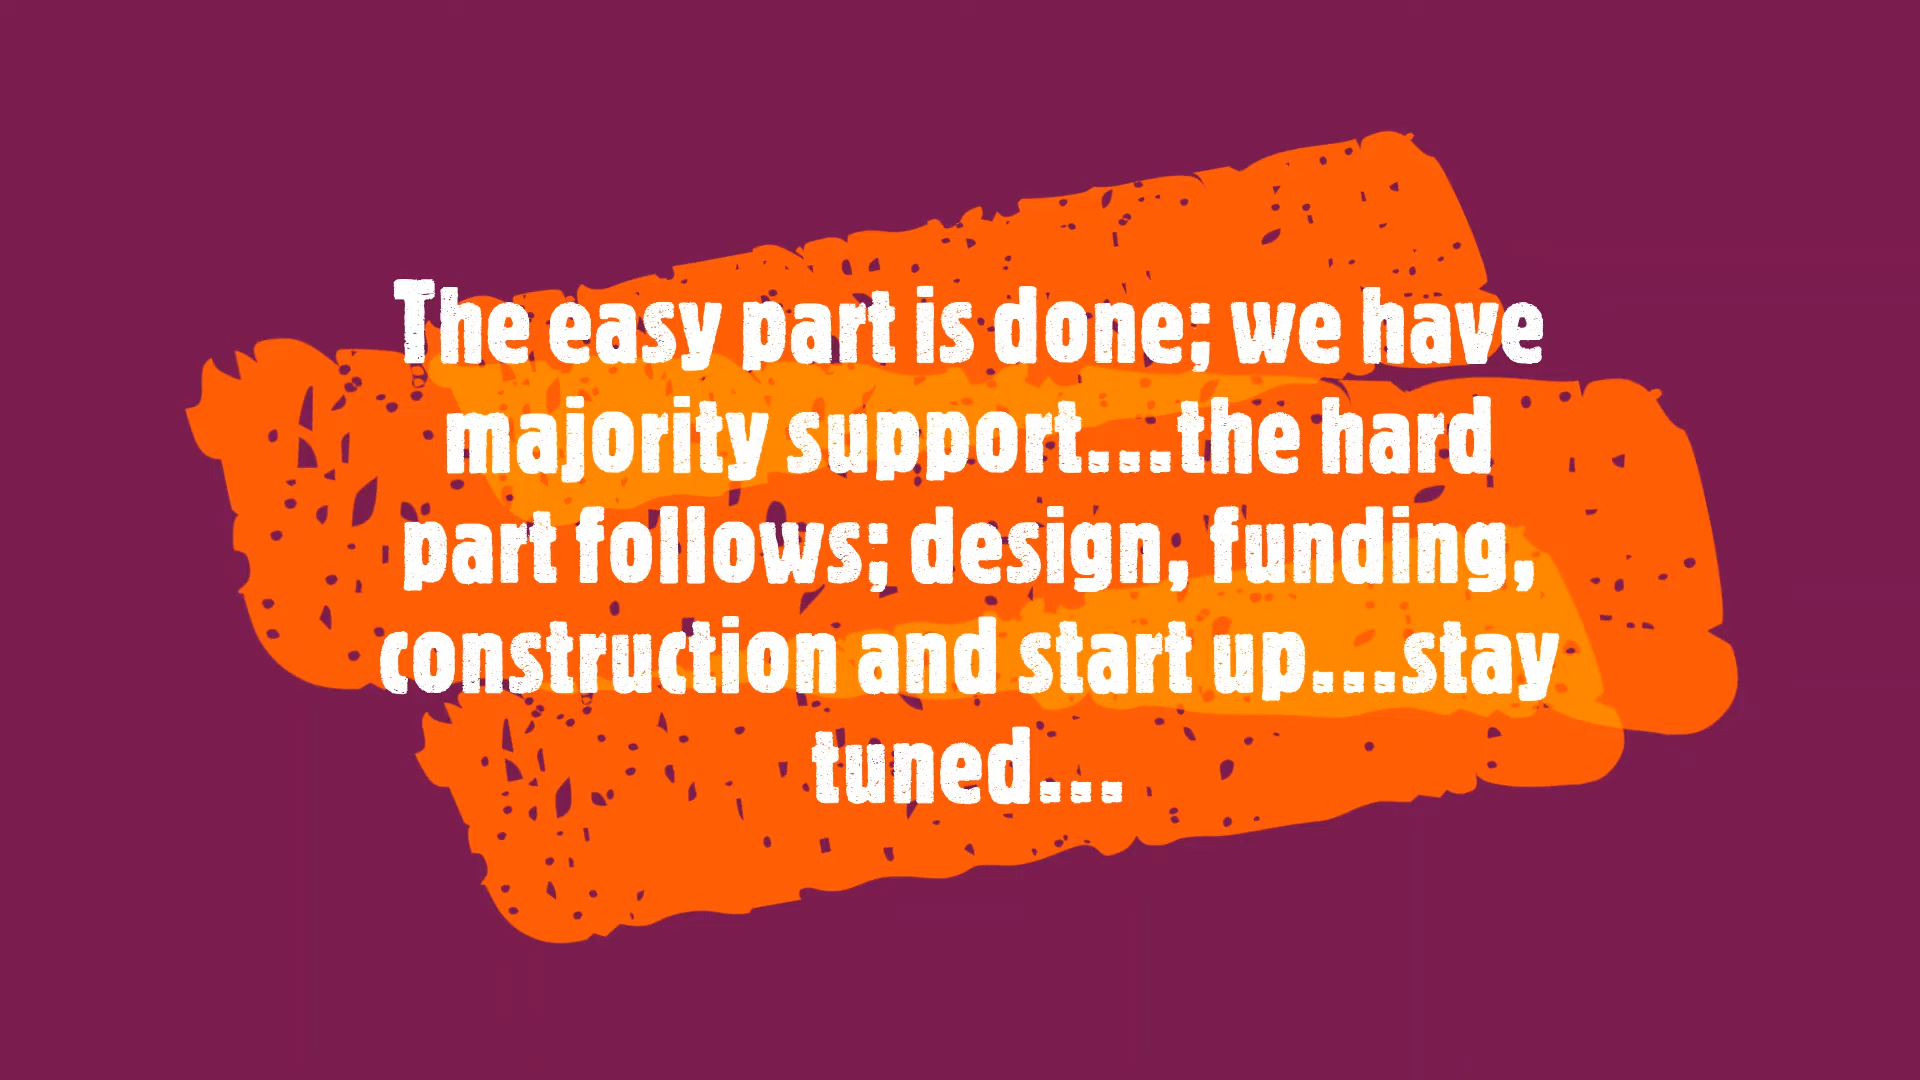 The easy part is done; we have
majority support...the hard
part follows; design, funding,
construction and start up...stay
tuned...